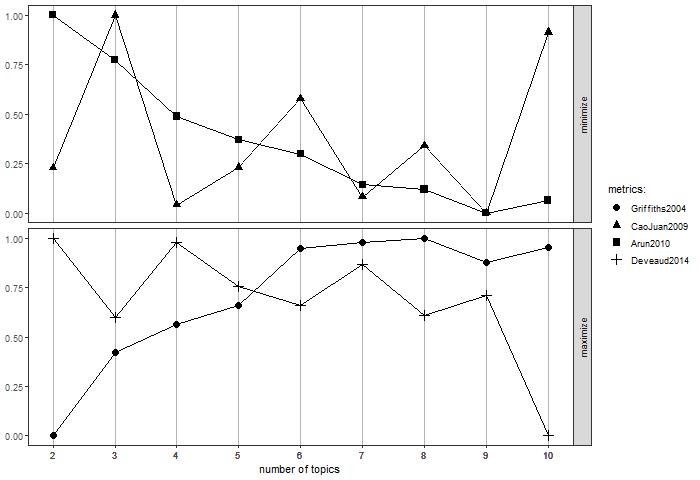 1.00
0.75
0.50
0.25
0.00
minimize
1.00
0.75
0.50
0.25
0.00
maximize
2 3 4 5 6 7 8 9 10
number of topics
metrics:
Griffiths2004
CaoJuan2009
Arun2010
Deveaud2014